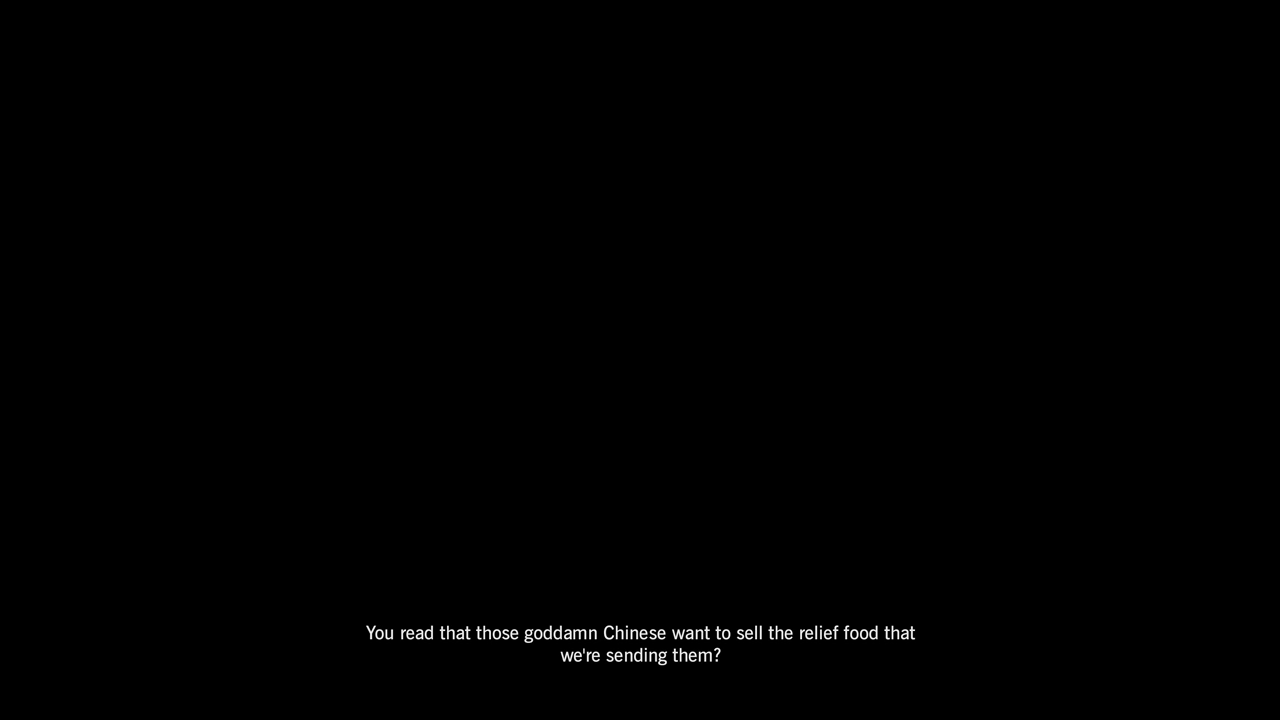 You read that those goddamn Chinese want to sell the relief food that
we're sending them?